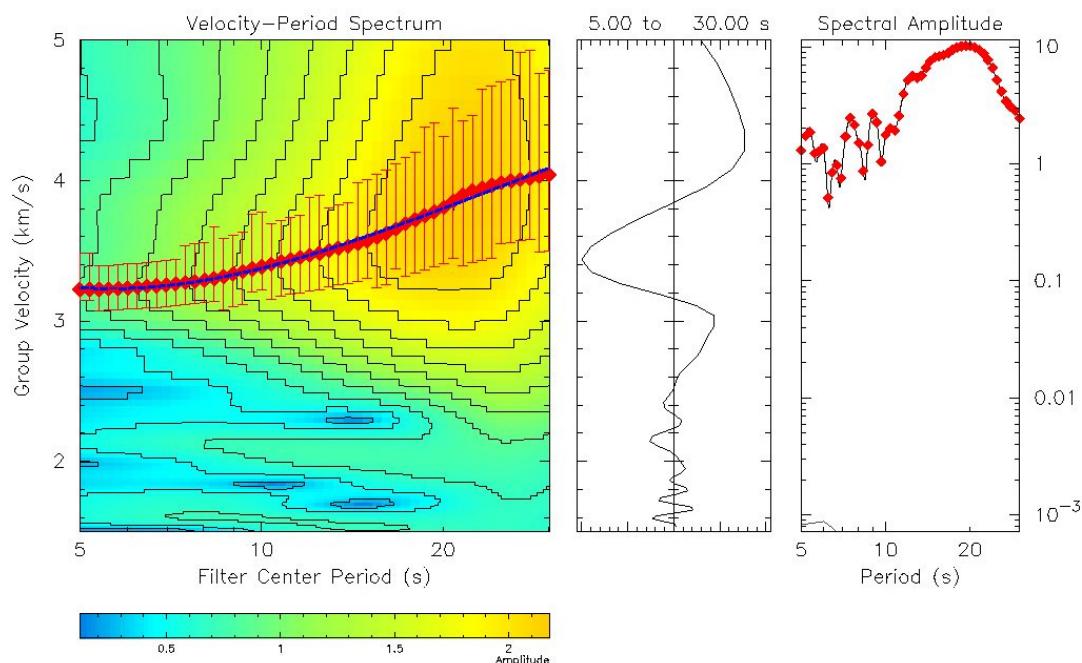 Velocity-Period Spectrum
5
4
3
2
Group Velocity (km/s)
5
10
20
Filter Center Period (s)
0.5
1
1.5
2
Amplitude
5.00 to
30.00 s
Spectral Amplitude
10
1
0.1
0.01
10⁻³
5
10
20
Period (s)